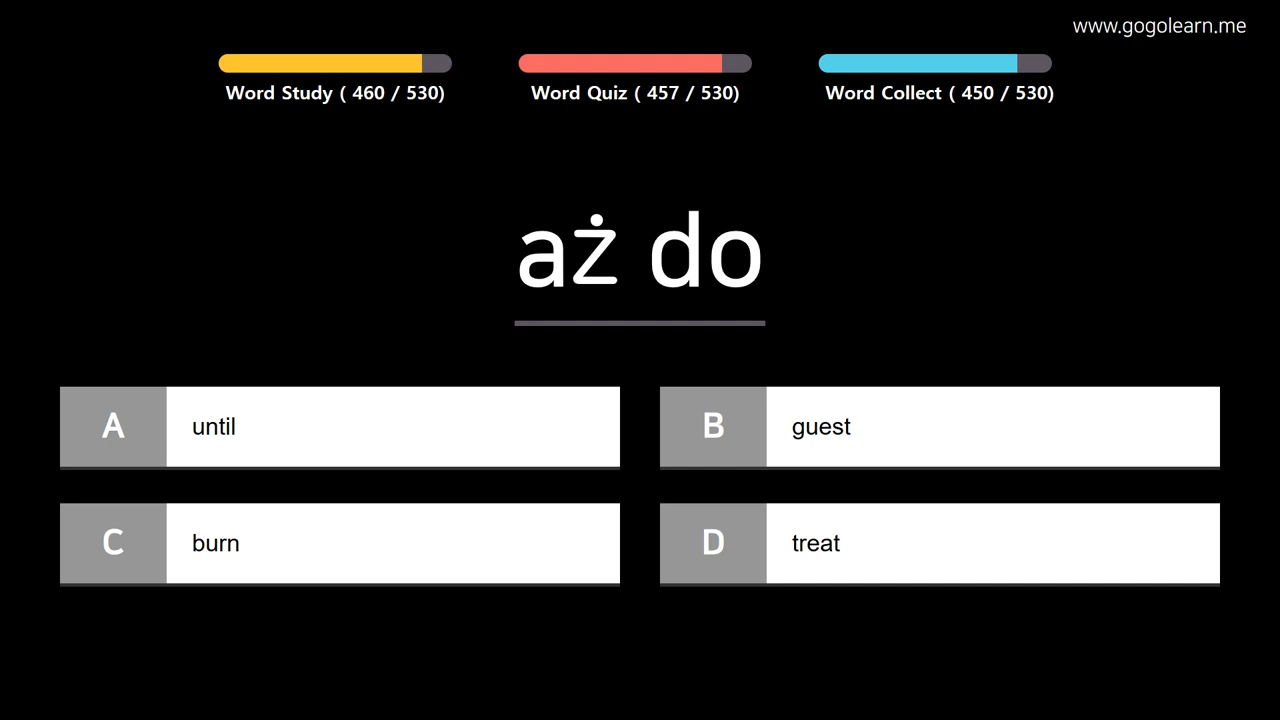 www.gogolearn.me
Word Study ( 460 / 530)
Word Quiz ( 457 / 530)
Word Collect ( 450 / 530)
aż do
A until
B guest
C burn
D treat